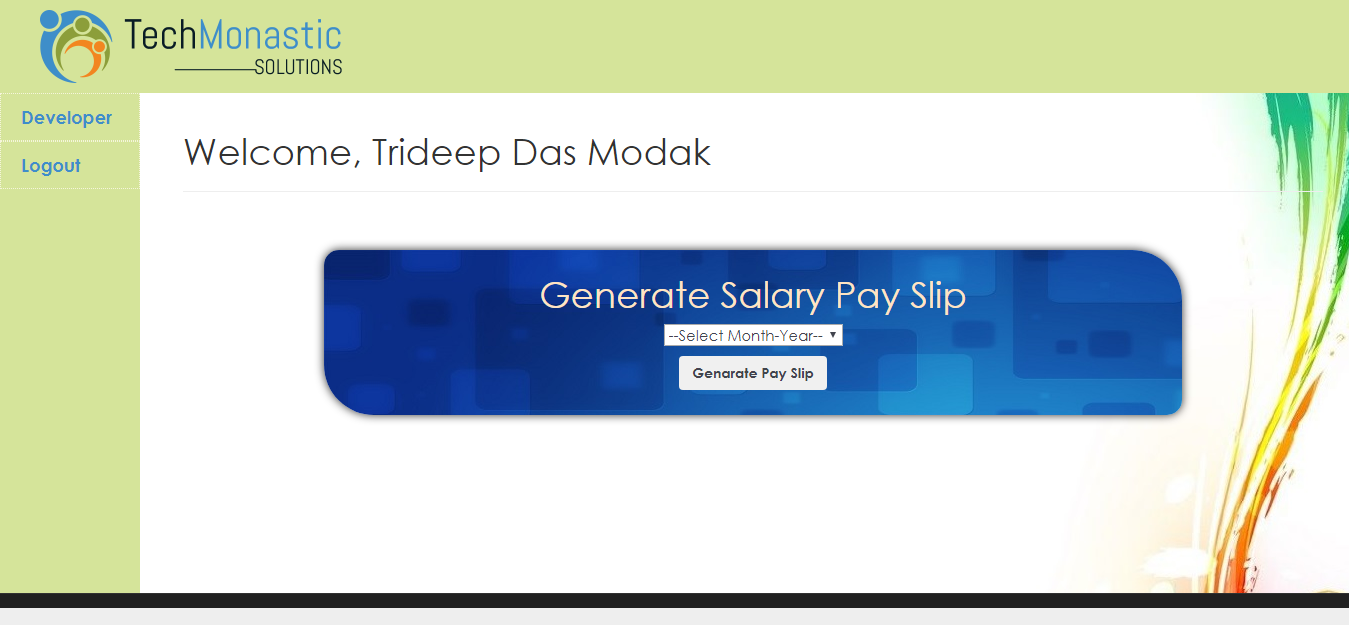 TechMonastic
SOLUTIONS
Developer
Logout
Welcome, Trideep Das Modak
Generate Salary Pay Slip
--Select Month-Year--
Genarate Pay Slip